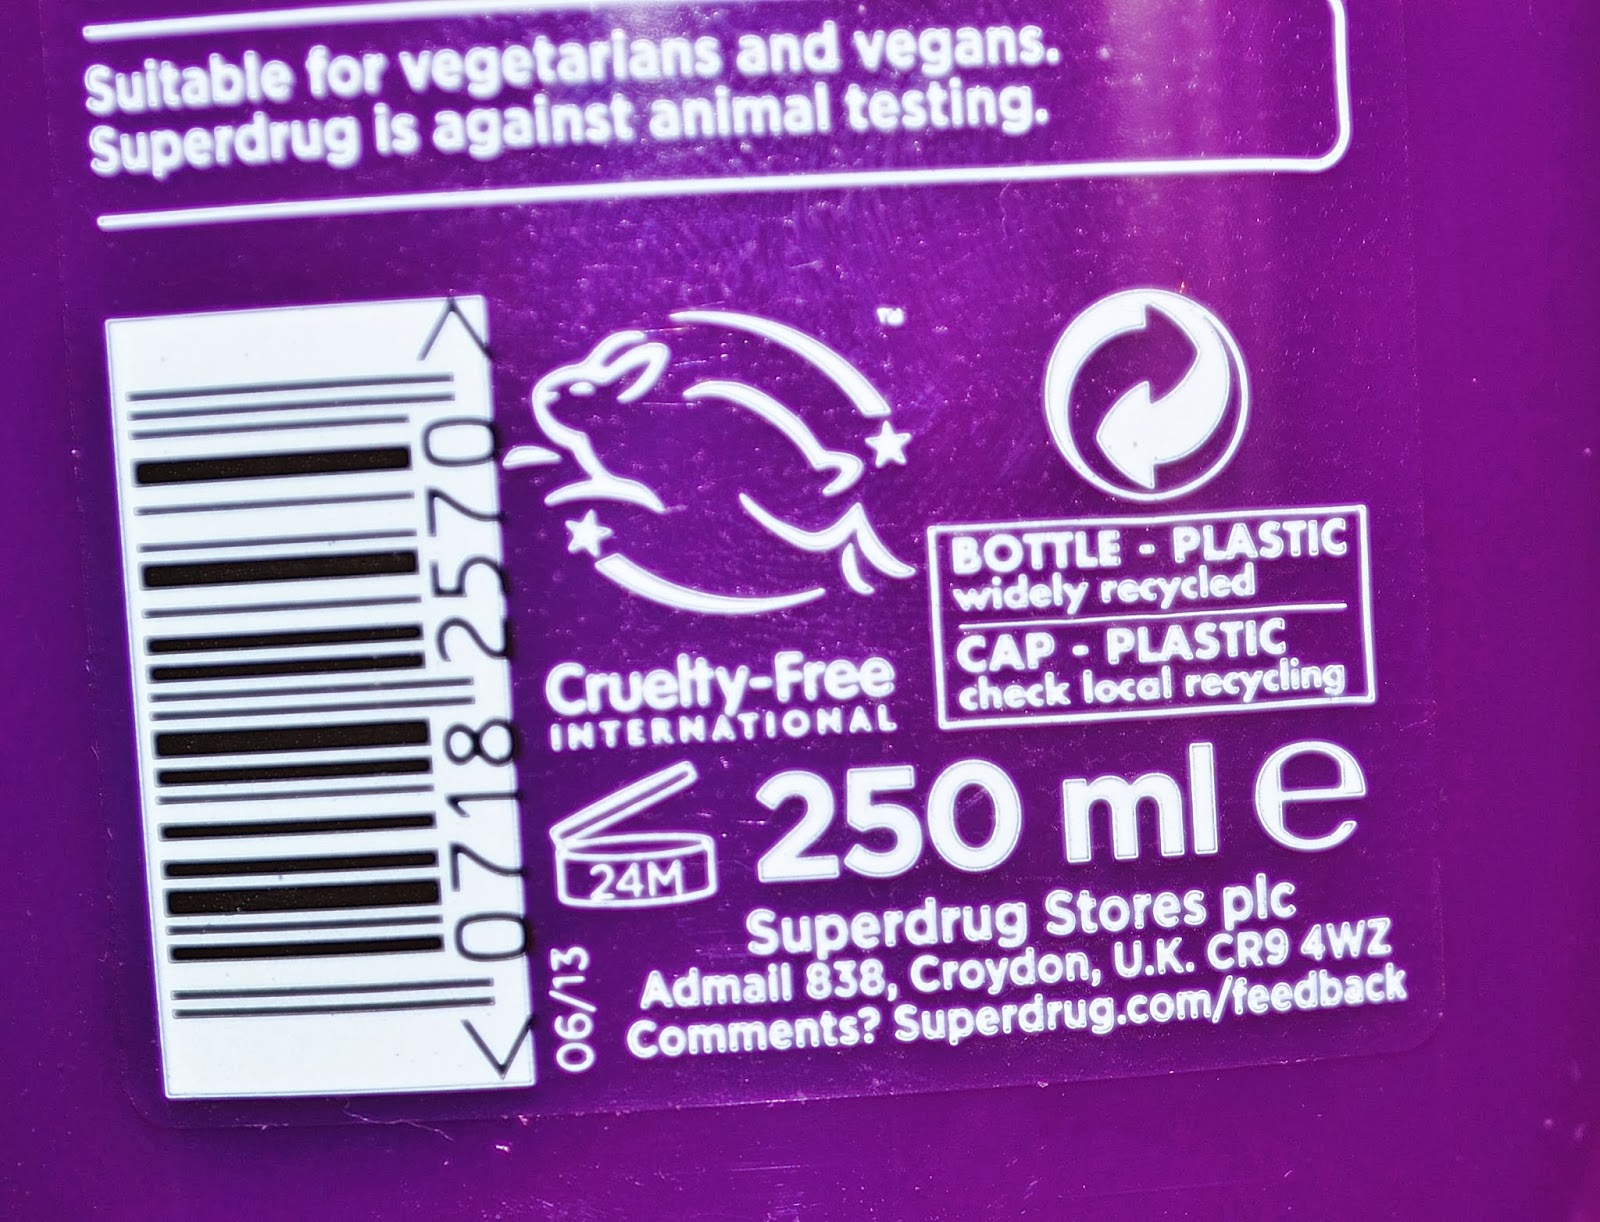 Suitable for vegetarians and vegans.
Superdrug is against animal testing.
< 0718 2570 >
TM
Cruelty-Free
INTERNATIONAL
BOTTLE - PLASTIC
widely recycled
CAP - PLASTIC
check local recycling
24M
250 ml e
06/13
Superdrug Stores plc
Admail 838, Croydon, U.K. CR9 4WZ
Comments? Superdrug.com/feedback